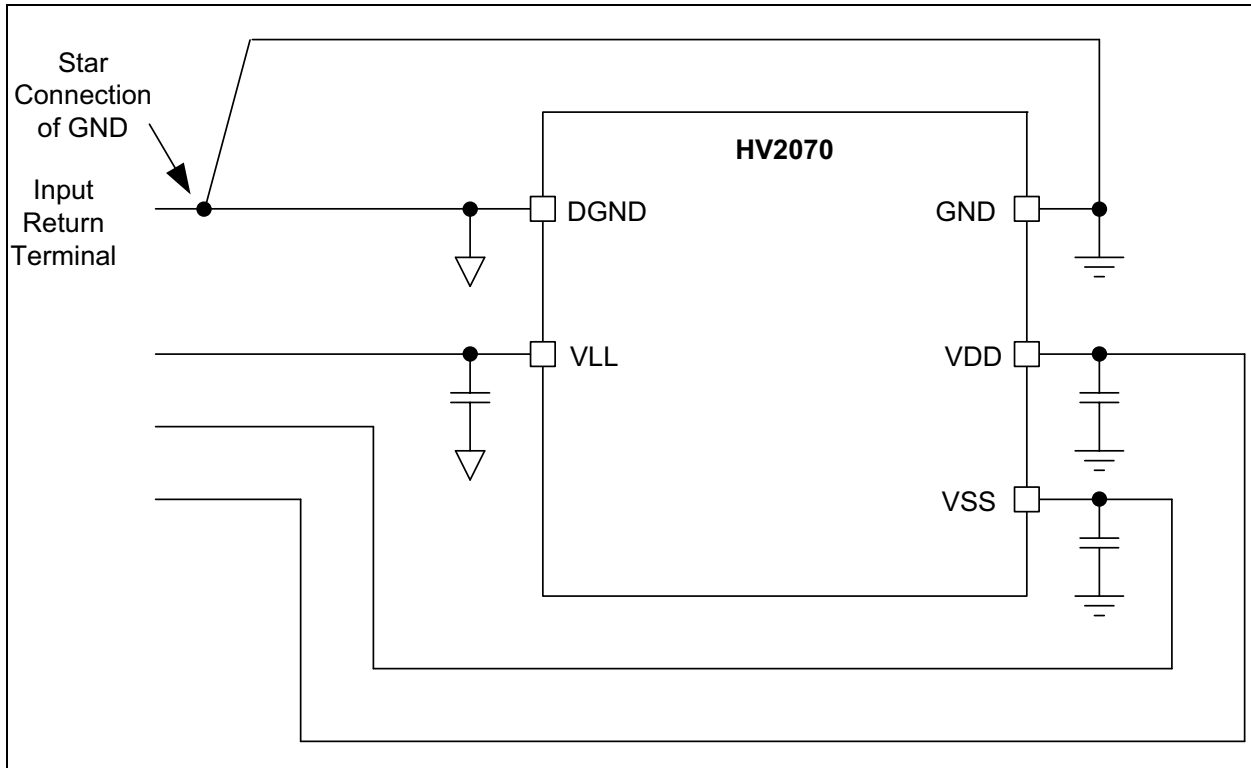 Star
Connection
of GND
Input
Return
Terminal
HV2070
DGND
GND
VLL
VDD
VSS